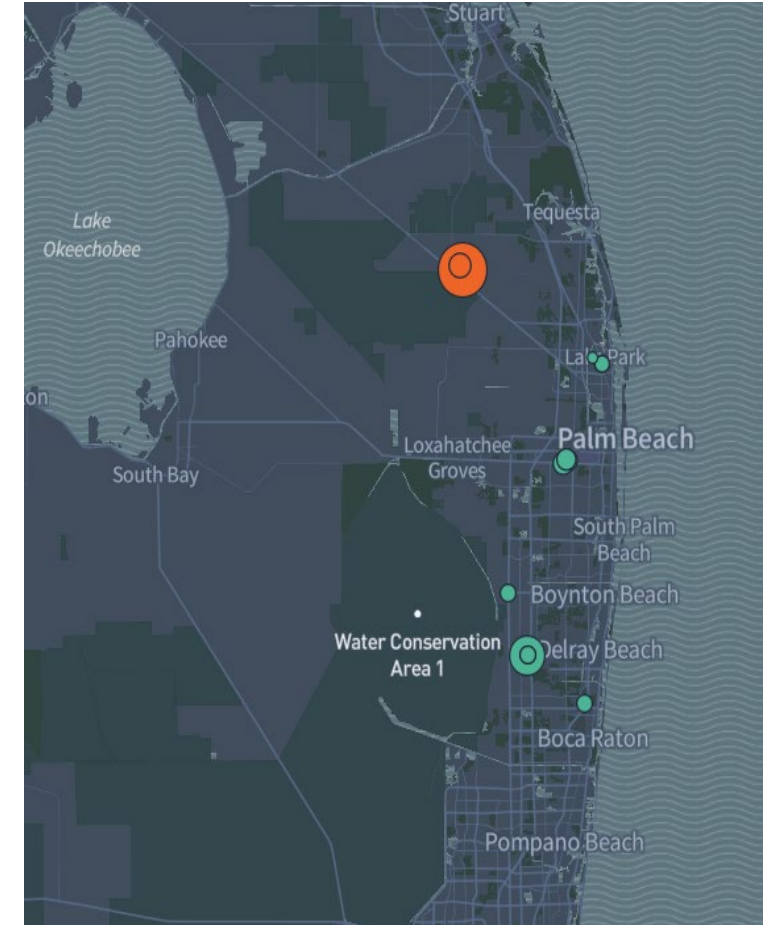 Stuart
Lake
Okeechobee
Tequesta
Pahokee
Lake Park
on
Loxahatchee
Groves
Palm Beach
South Bay
South Palm
Beach
Boynton Beach
Water Conservation
Area 1
Delray Beach
Boca Raton
Pompano Beach